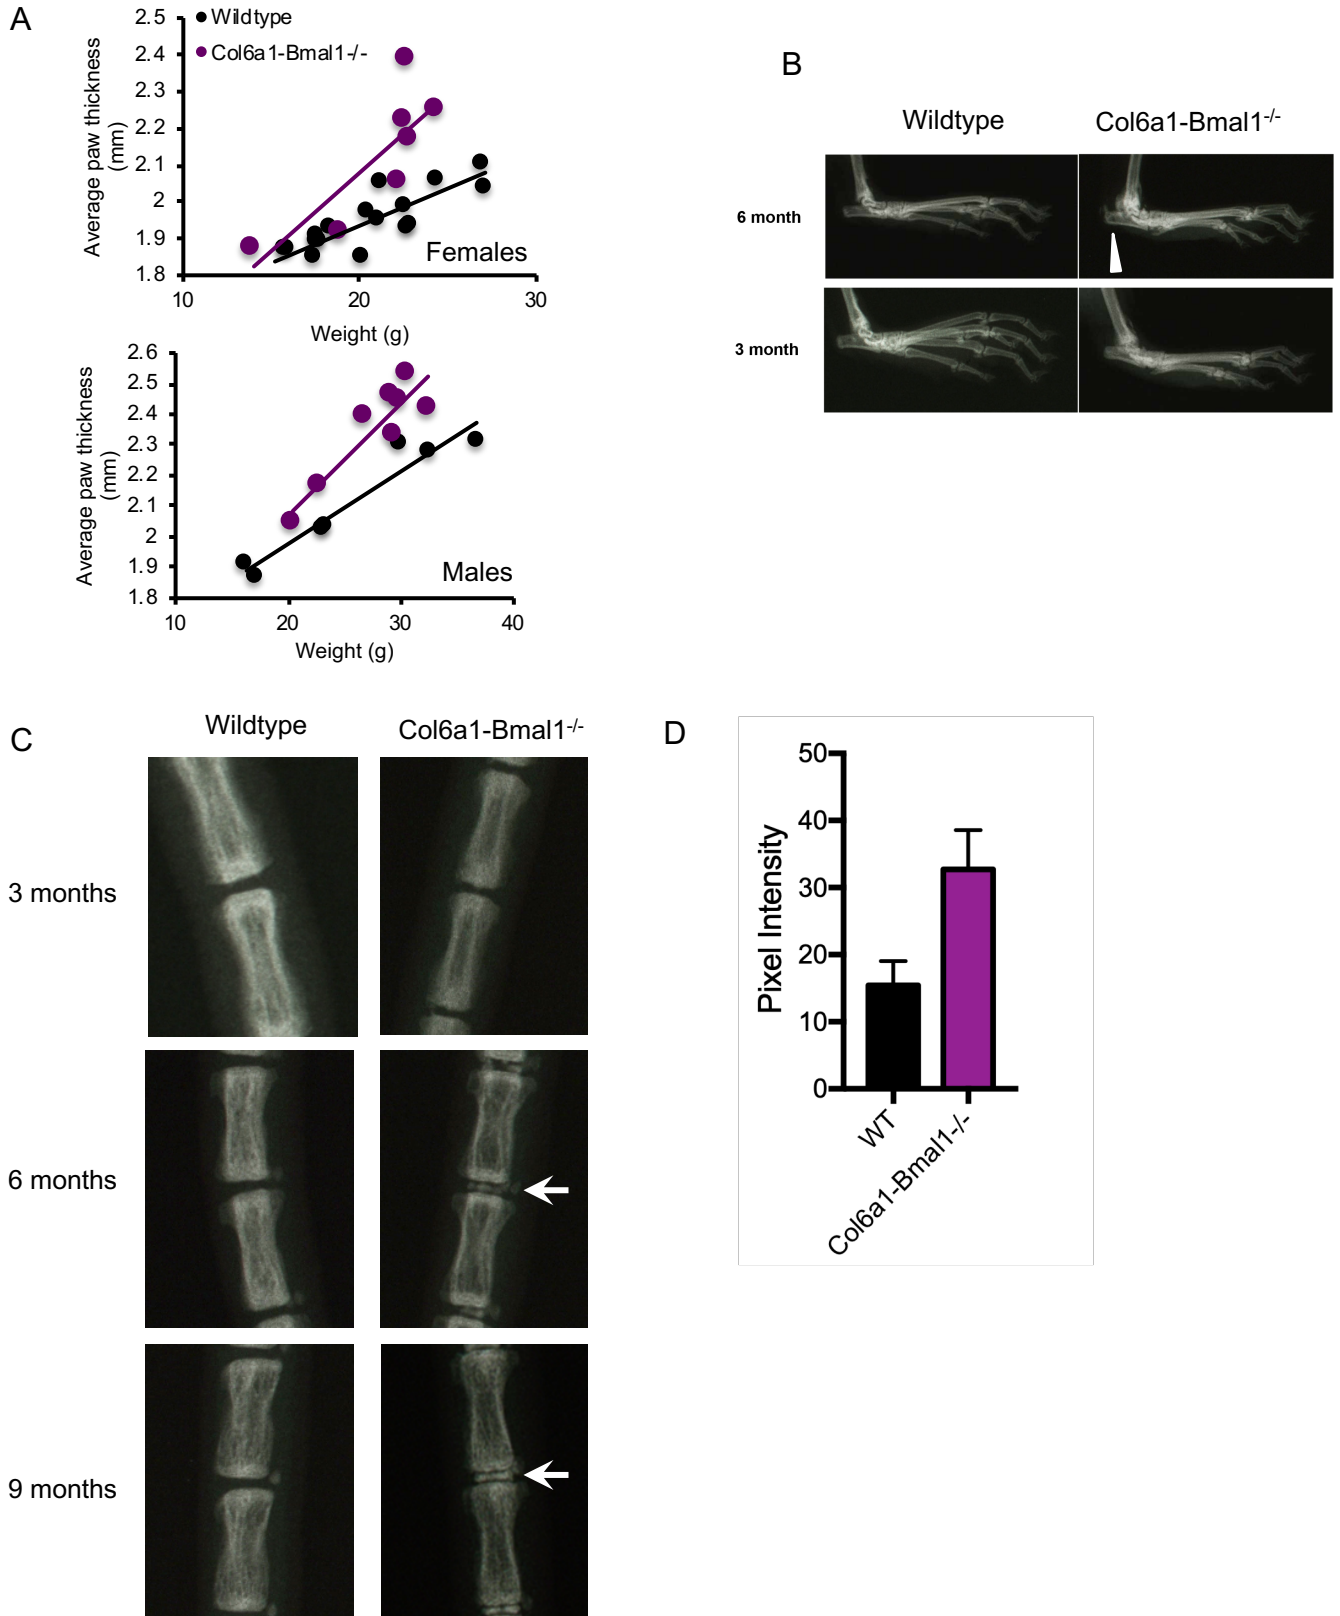 A
2.5
2.4
2.3
2.2
2.1
2
1.9
1.8
Average paw thickness
(mm)
Wildtype
Col6a1-Bmal1-/-
Females
10
20
30
Weight (g)
2.6
2.5
2.4
2.3
2.2
2.1
2
1.9
1.8
Average paw thickness
(mm)
Males
10
20
30
40
Weight (g)
B
Wildtype
Col6a1-Bmal1-/-
6 month
3 month
C
Wildtype
Col6a1-Bmal1-/-
3 months
6 months
9 months
D
50
40
30
20
10
0
Pixel Intensity
WT
Col6a1-Bmal1-/-